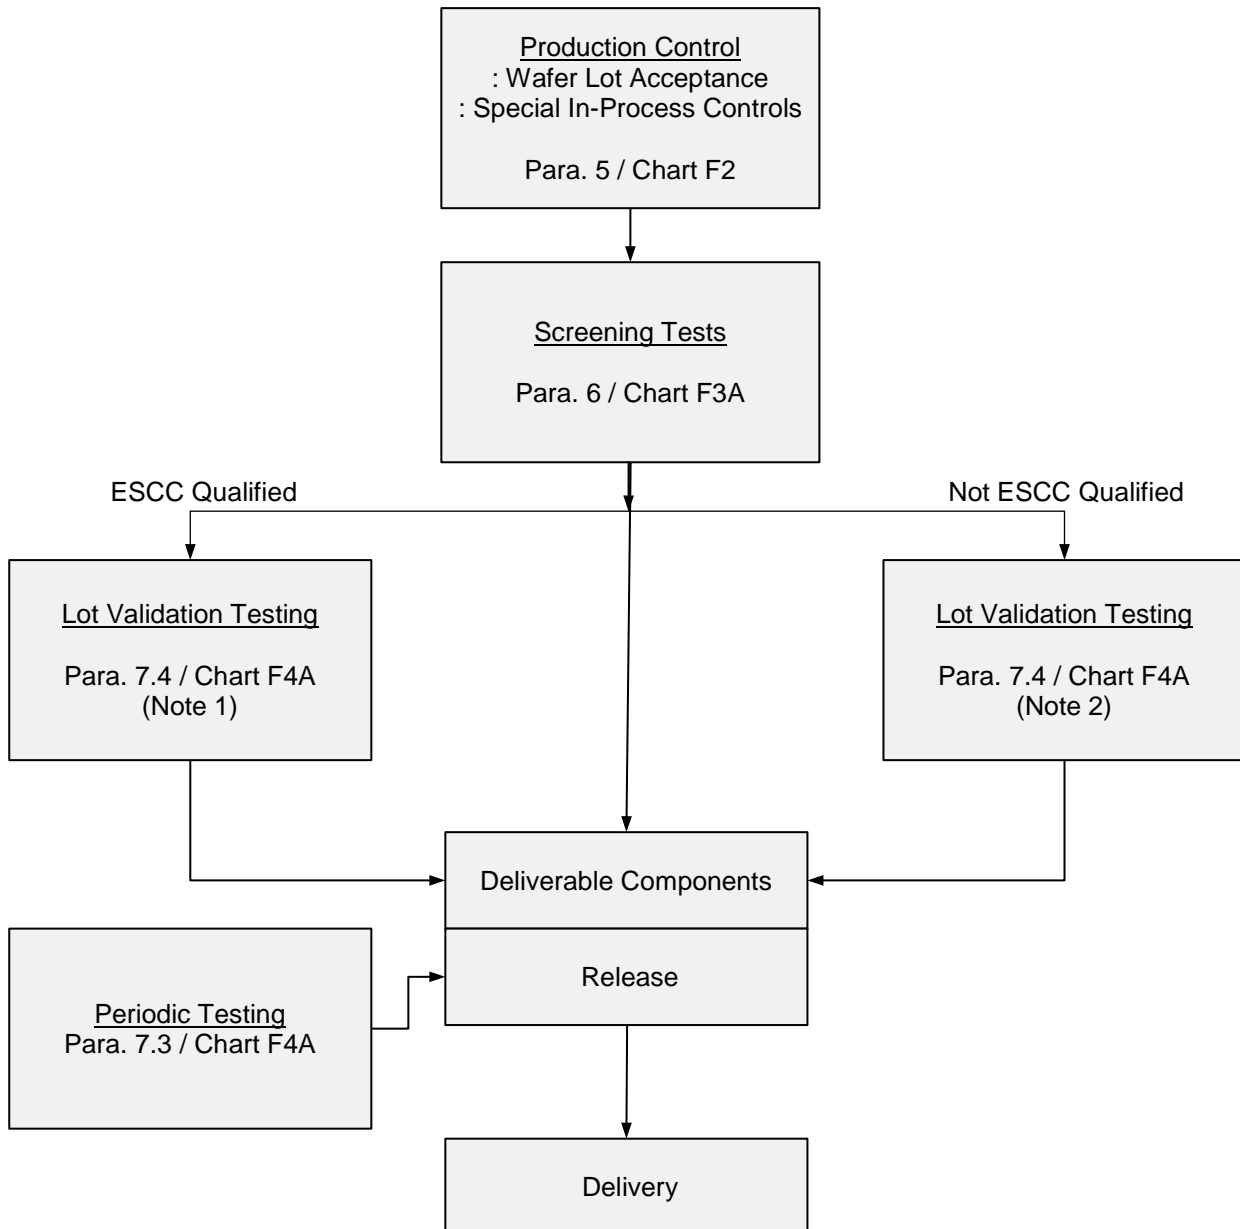 Production Control
: Wafer Lot Acceptance
: Special In-Process Controls
Para. 5 / Chart F2
Screening Tests
Para. 6 / Chart F3A
ESCC Qualified
Not ESCC Qualified
Lot Validation Testing
Para. 7.4 / Chart F4A
(Note 1)
Lot Validation Testing
Para. 7.4 / Chart F4A
(Note 2)
Deliverable Components
Release
Periodic Testing
Para. 7.3 / Chart F4A
Delivery